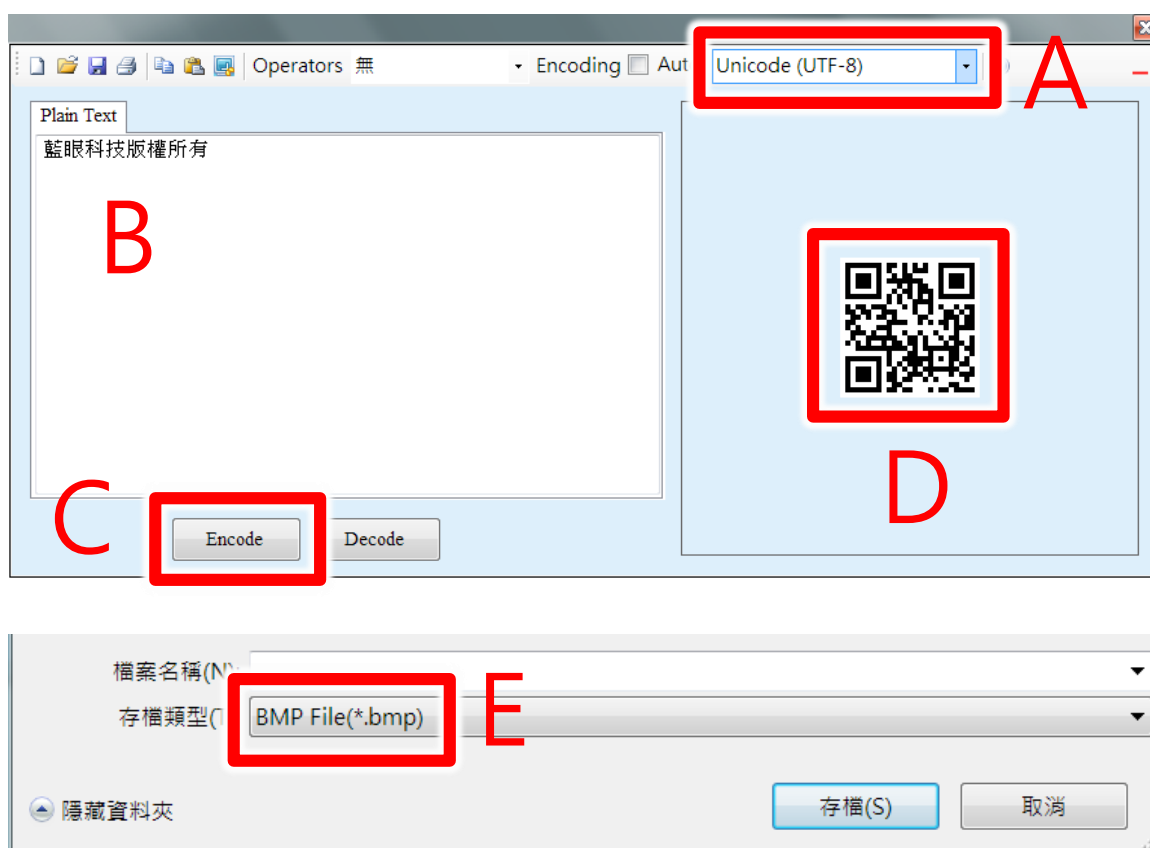 Operators 無 Encoding Aut Unicode (UTF-8) A
Plain Text
藍眼科技版權所有
B
D
C
Encode Decode
檔案名稱(N):
E
存檔類型(T BMP File(*.bmp)
隱藏資料夾 存檔(S) 取消